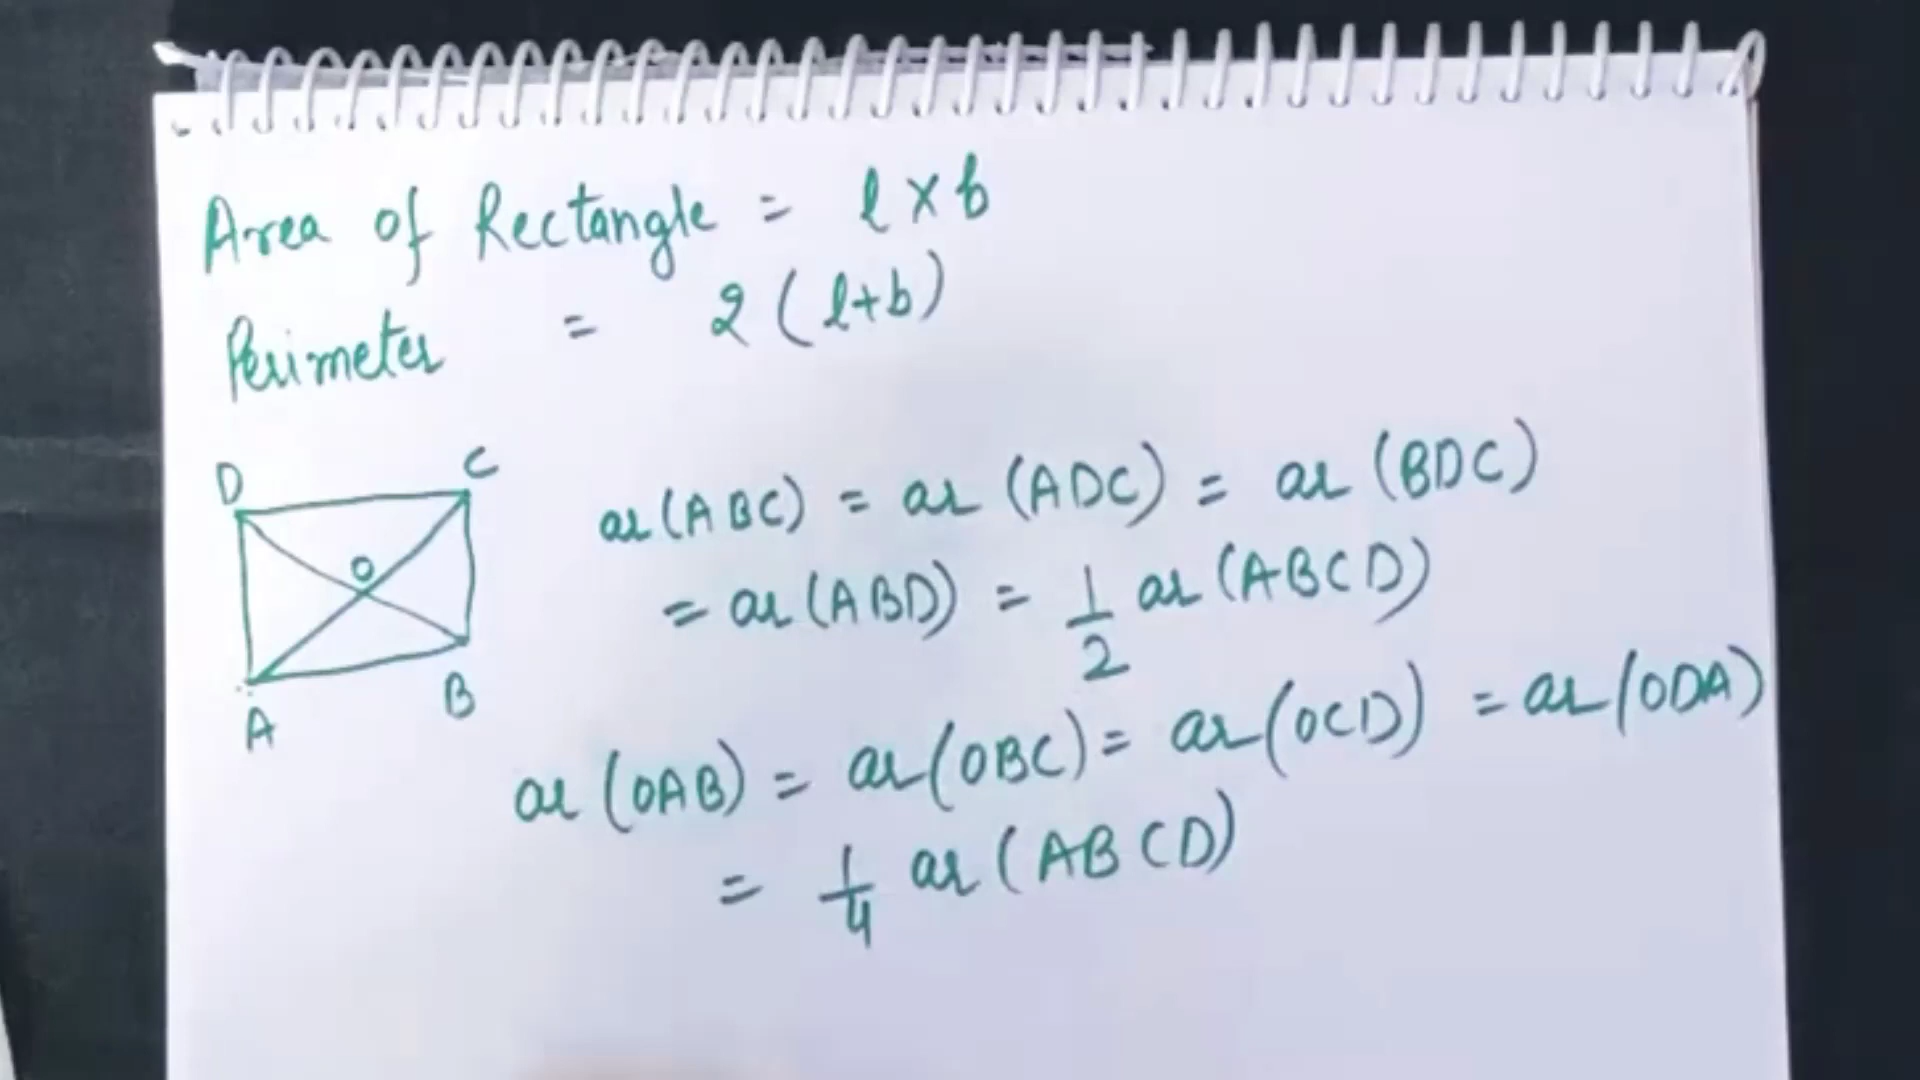 Area of Rectangle = l × b
Perimeter = 2 (l+b)
D C
O
A B
ar (ABC) = ar (ADC) = ar (BDC)
= ar (ABD) = 1/2 ar (ABCD)
ar (OAB) = ar (OBC) = ar (OCD) = ar (ODA)
= 1/4 ar (ABCD)